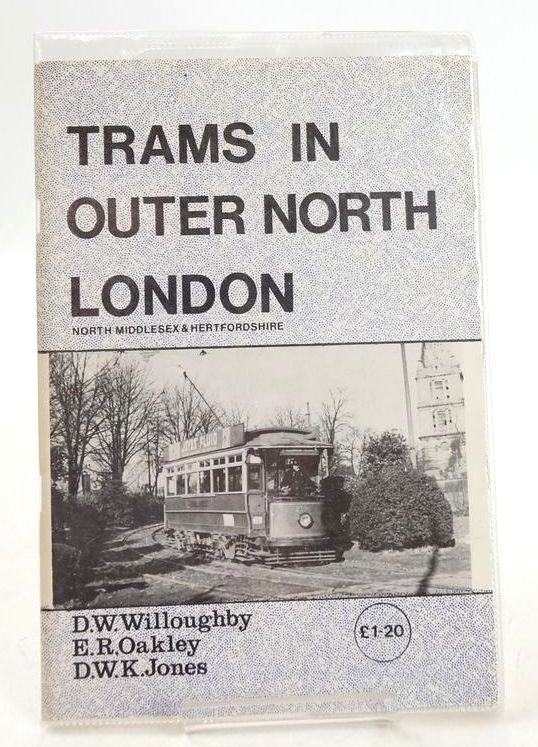 TRAMS IN
OUTER NORTH
LONDON
NORTH MIDDLESEX & HERTFORDSHIRE
D.W.Willoughby
E.R.Oakley
D.W.K.Jones
£1-20